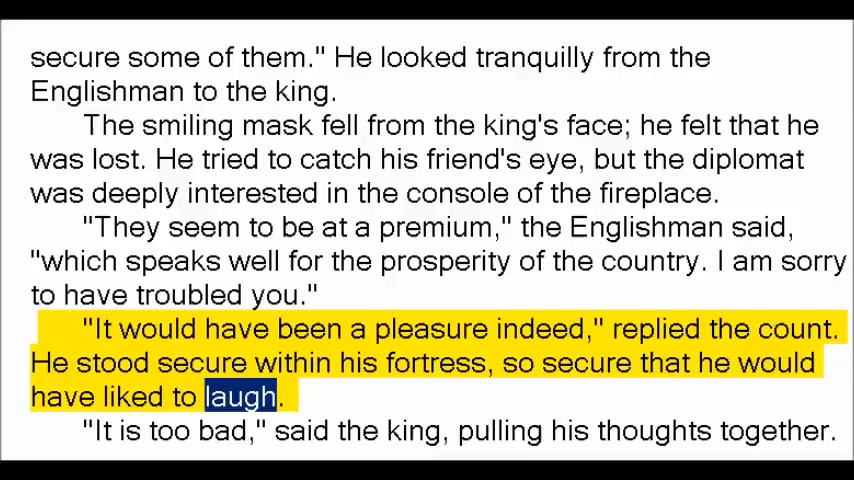 secure some of them." He looked tranquilly from the
Englishman to the king.
The smiling mask fell from the king's face; he felt that he
was lost. He tried to catch his friend's eye, but the diplomat
was deeply interested in the console of the fireplace.
"They seem to be at a premium," the Englishman said,
"which speaks well for the prosperity of the country. I am sorry
to have troubled you."
"It would have been a pleasure indeed," replied the count.
He stood secure within his fortress, so secure that he would
have liked to laugh.
"It is too bad," said the king, pulling his thoughts together.